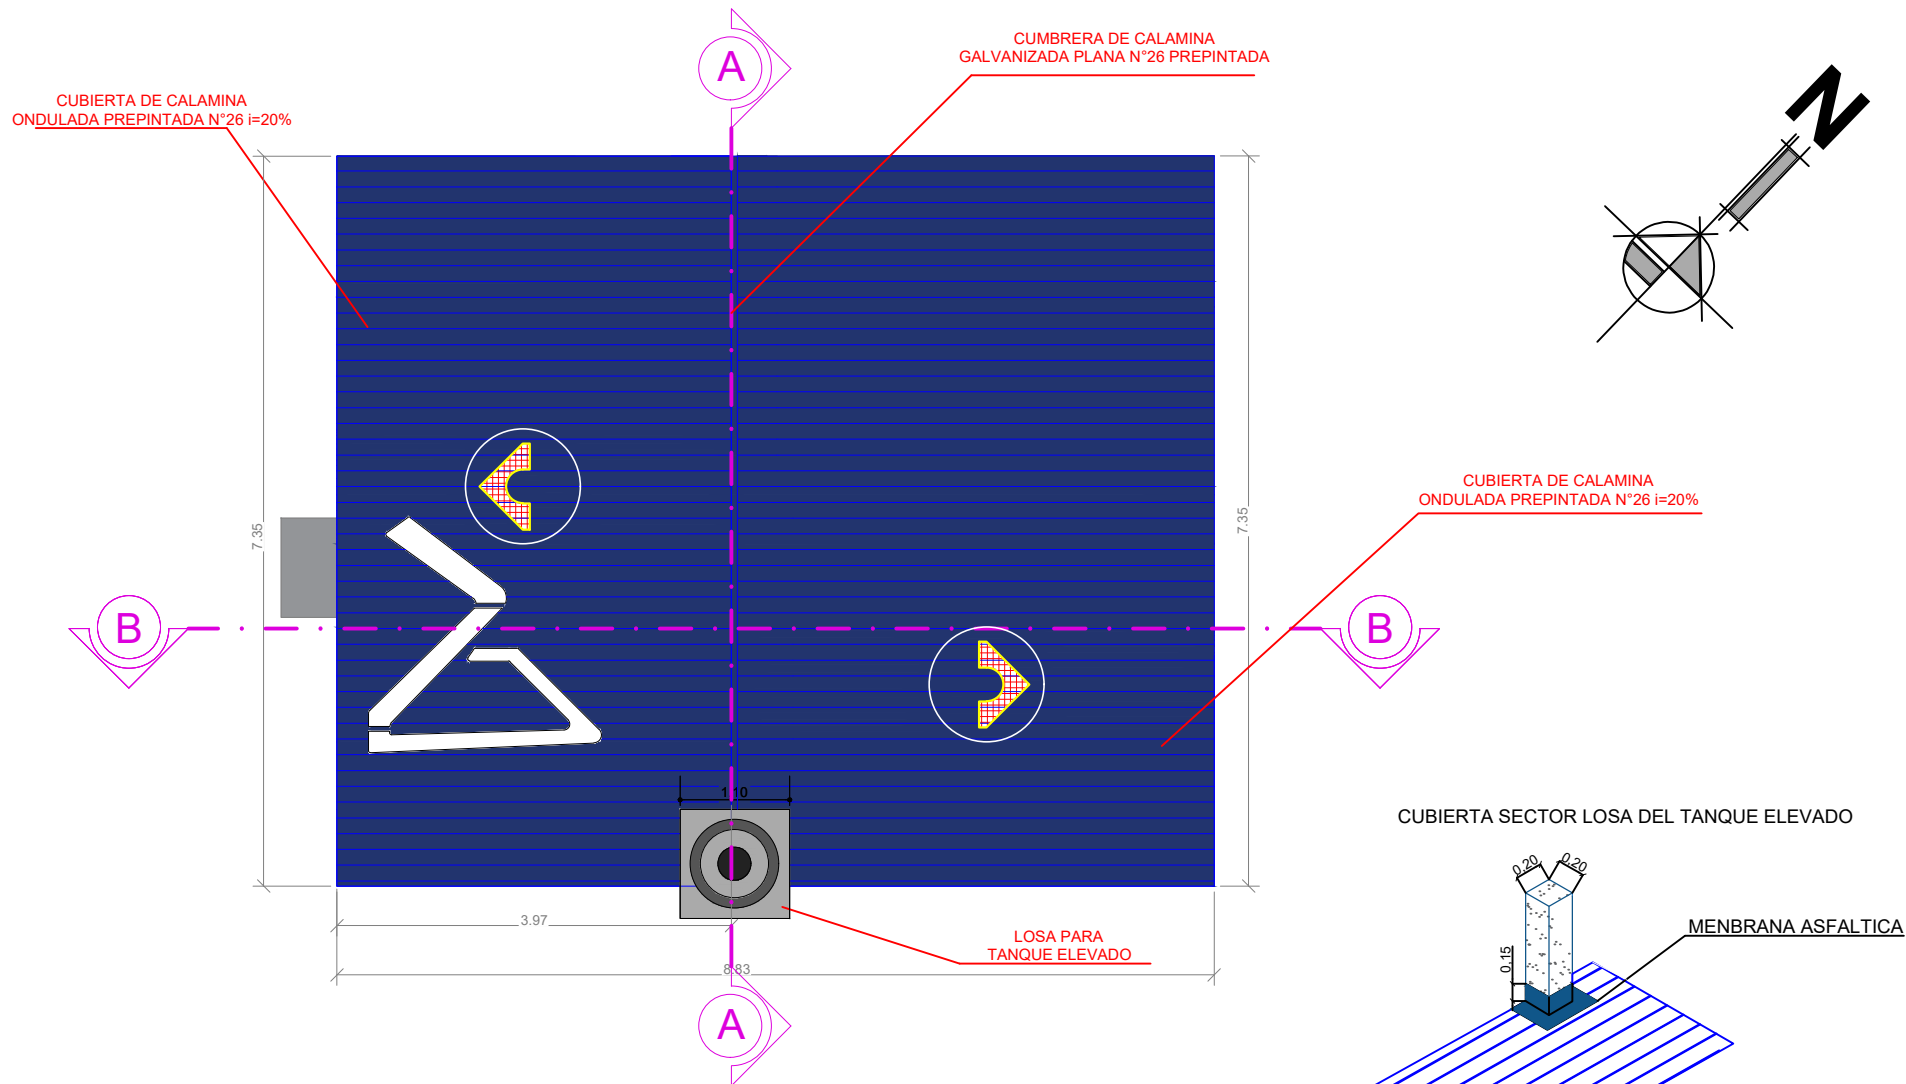 A
CUMBRERA DE CALAMINA
GALVANIZADA PLANA N°26 PREPINTADA
N
CUBIERTA DE CALAMINA
ONDULADA PREPINTADA N°26 i=20%
CUBIERTA DE CALAMINA
ONDULADA PREPINTADA N°26 i=20%
7.35
7.35
B
B
1.10
CUBIERTA SECTOR LOSA DEL TANQUE ELEVADO
0,20
0,20
3.97
MENBRANA ASFALTICA
LOSA PARA
TANQUE ELEVADO
0,15
8.83
A